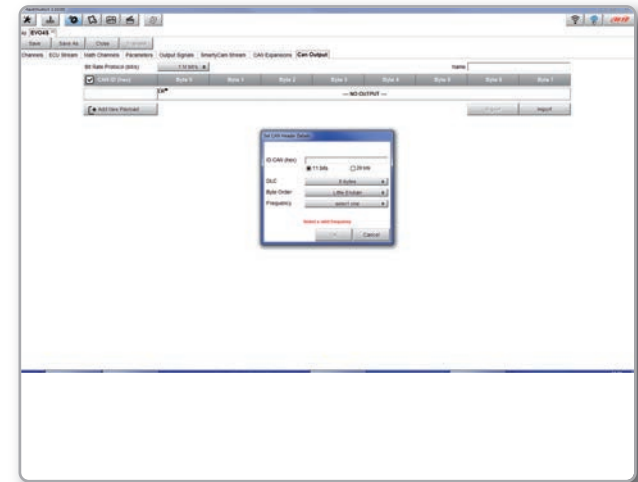 EVO4S
Save Save As Close
Channels ECU Stream Math Channels Parameters Output Signals SmartyCam Stream CAN Expansions Can Output
Bit Rate Protocol (bit/s) Name
CAN ID (hex) Byte 0 Byte 1 Byte 2 Byte 3 Byte 4 Byte 5 Byte 6 Byte 7
--- NO OUTPUT ---
Add New Payload Export Import
Set CAN Header Details
ID CAN (hex)
11 bits 29 bits
DLC 8 bytes
Byte Order Little Endian
Frequency select one
Select a valid frequency
OK Cancel